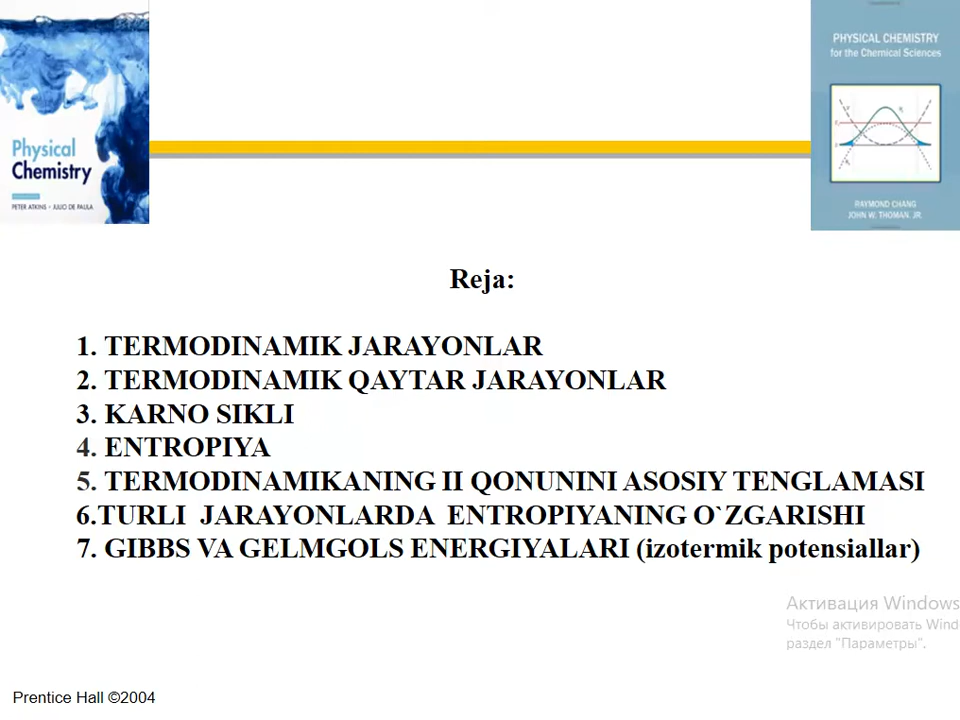 Physical
Chemistry
PETER ATKINS • JULIO DE PAULA
PHYSICAL CHEMISTRY
for the Chemical Sciences
RAYMOND CHANG
JOHN W. THOMAN, JR.
Reja:
1. TERMODINAMIK JARAYONLAR
2. TERMODINAMIK QAYTAR JARAYONLAR
3. KARNO SIKLI
4. ENTROPIYA
5. TERMODINAMIKANING II QONUNINI ASOSIY TENGLAMASI
6.TURLI JARAYONLARDA ENTROPIYANING O`ZGARISHI
7. GIBBS VA GELMGOLS ENERGIYALARI (izotermik potensiallar)
Активация Windows
Чтобы активировать Wind
раздел "Параметры".
Prentice Hall ©2004